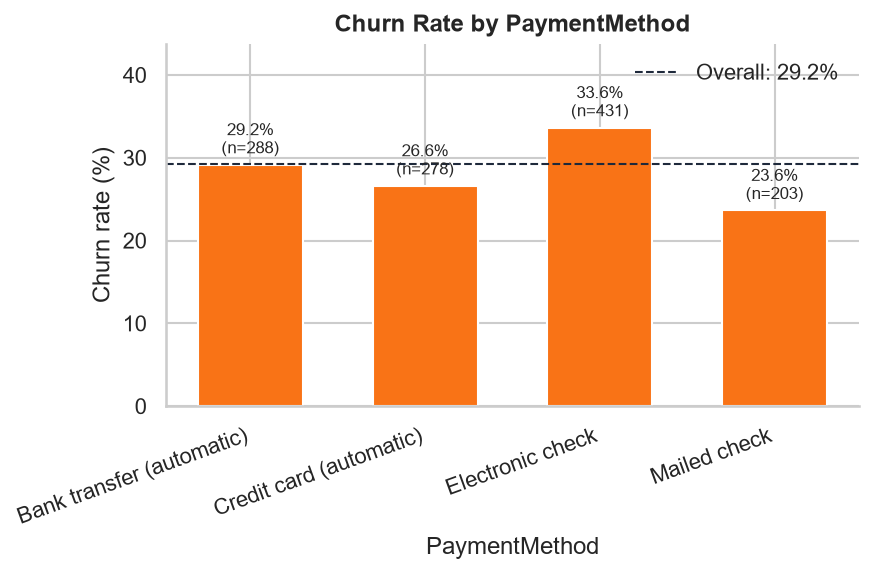 Churn Rate by PaymentMethod
Overall: 29.2%
Churn rate (%)
40
30
20
10
0
29.2%
(n=288)
26.6%
(n=278)
33.6%
(n=431)
23.6%
(n=203)
Bank transfer (automatic)
Credit card (automatic)
Electronic check
Mailed check
PaymentMethod